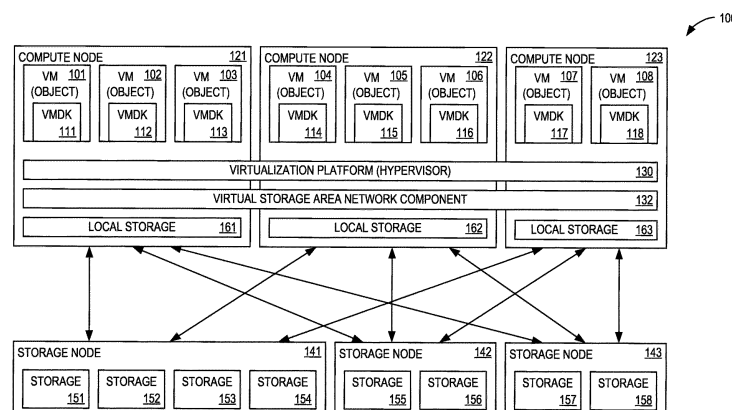 100
COMPUTE NODE 121
VM 101
(OBJECT)
VMDK
111
VM 102
(OBJECT)
VMDK
112
VM 103
(OBJECT)
VMDK
113
COMPUTE NODE 122
VM 104
(OBJECT)
VMDK
114
VM 105
(OBJECT)
VMDK
115
VM 106
(OBJECT)
VMDK
116
COMPUTE NODE 123
VM 107
(OBJECT)
VMDK
117
VM 108
(OBJECT)
VMDK
118
VIRTUALIZATION PLATFORM (HYPERVISOR) 130
VIRTUAL STORAGE AREA NETWORK COMPONENT 132
LOCAL STORAGE 161
LOCAL STORAGE 162
LOCAL STORAGE 163
STORAGE NODE 141
STORAGE
151
STORAGE
152
STORAGE
153
STORAGE
154
STORAGE NODE 142
STORAGE
155
STORAGE
156
STORAGE NODE 143
STORAGE
157
STORAGE
158